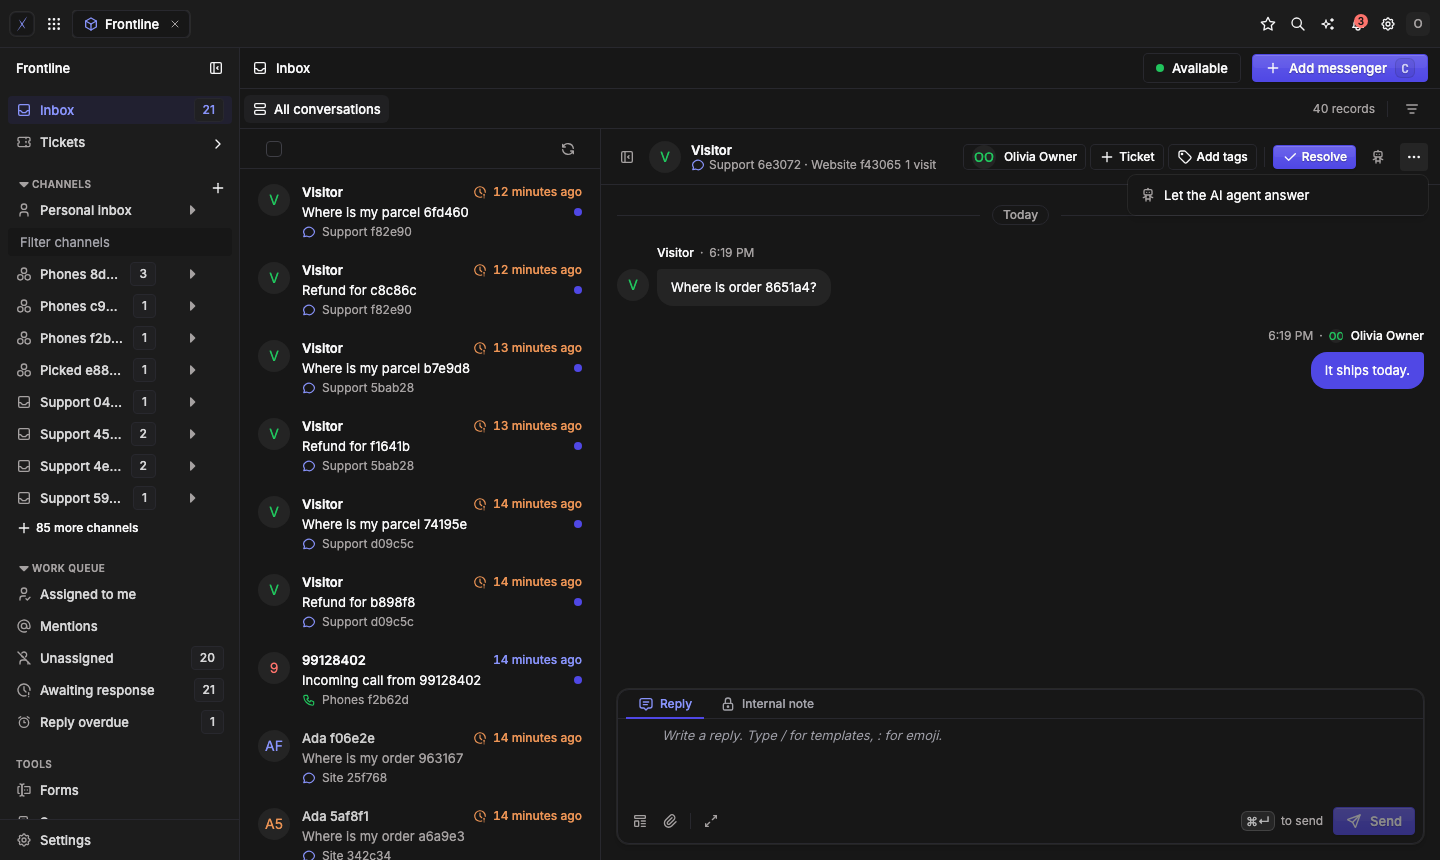 Frontline
3
O
Frontline
Inbox 21
Tickets
CHANNELS
Personal inbox
Filter channels
Phones 8d... 3
Phones c9... 1
Phones f2b... 1
Picked e88... 1
Support 04... 1
Support 45... 2
Support 4e... 2
Support 59... 1
85 more channels
WORK QUEUE
Assigned to me
Mentions
Unassigned 20
Awaiting response 21
Reply overdue 1
TOOLS
Forms
Settings
Inbox
Available
Add messenger C
All conversations
40 records
V
Visitor 12 minutes ago
Where is my parcel 6fd460
Support f82e90
V
Visitor 12 minutes ago
Refund for c8c86c
Support f82e90
V
Visitor 13 minutes ago
Where is my parcel b7e9d8
Support 5bab28
V
Visitor 13 minutes ago
Refund for f1641b
Support 5bab28
V
Visitor 14 minutes ago
Where is my parcel 74195e
Support d09c5c
V
Visitor 14 minutes ago
Refund for b898f8
Support d09c5c
9
99128402 14 minutes ago
Incoming call from 99128402
Phones f2b62d
AF
Ada f06e2e 14 minutes ago
Where is my order 963167
Site 25f768
A5
Ada 5af8f1 14 minutes ago
Where is my order a6a9e3
Site 342c34
V
Visitor
Support 6e3072 · Website f43065 1 visit
OO Olivia Owner
Ticket
Add tags
Resolve
Let the AI agent answer
Today
Visitor · 6:19 PM
V
Where is order 8651a4?
6:19 PM · OO Olivia Owner
It ships today.
Reply
Internal note
Write a reply. Type / for templates, : for emoji.
⌘↵ to send
Send